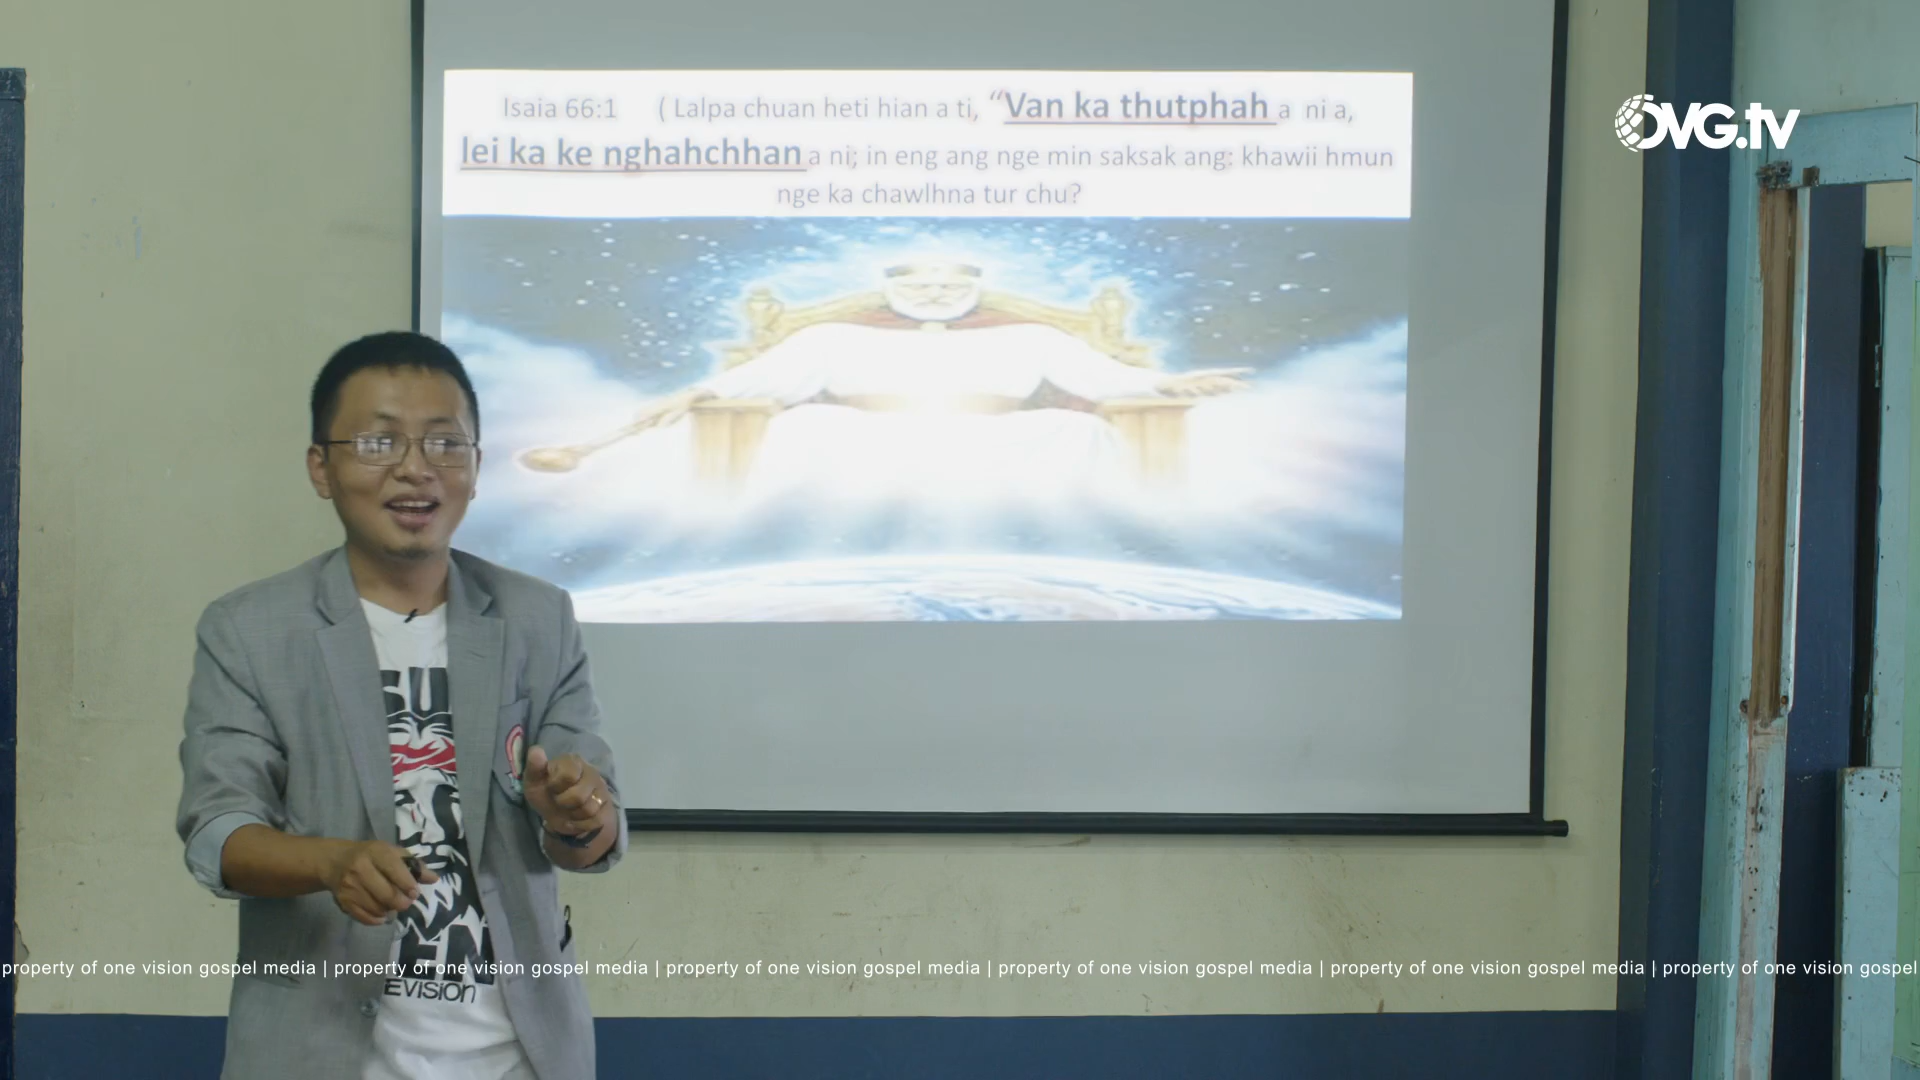 Isaia 66:1 ( Lalpa chuan heti hian a ti, “Van ka thutphah a ni a,
lei ka ke nghahchhan a ni; in eng ang nge min saksak ang: khawii hmun
nge ka chawlhna tur chu?
OVG.tv
SU
EN
EVISION
property of one vision gospel media | property of one vision gospel media | property of one vision gospel media | property of one vision gospel media | property of one vision gospel media | property of one vision gospel